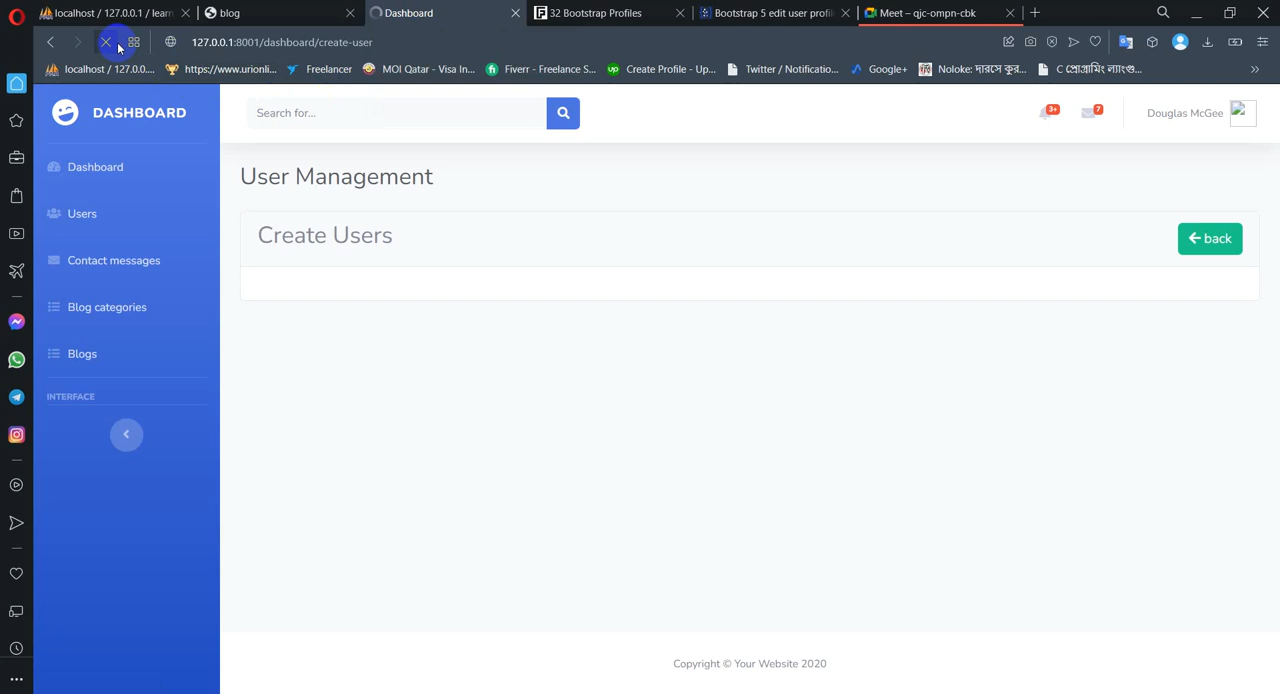 localhost / 127.0.0.1 / learn
blog
Dashboard
32 Bootstrap Profiles
Bootstrap 5 edit user profil
Meet – qjc-ompn-cbk
127.0.0.1:8001/dashboard/create-user
localhost / 127.0.0....
https://www.urionli...
Freelancer
MOI Qatar - Visa In...
Fiverr - Freelance S...
Create Profile - Up...
Twitter / Notificatio...
Google+
Noloke: দারসে কুর...
C প্রোগ্রামিং ল্যাংগু...
DASHBOARD
Search for...
3+
7
Douglas McGee
Dashboard
Users
Contact messages
Blog categories
Blogs
INTERFACE
User Management
Create Users
back
Copyright © Your Website 2020